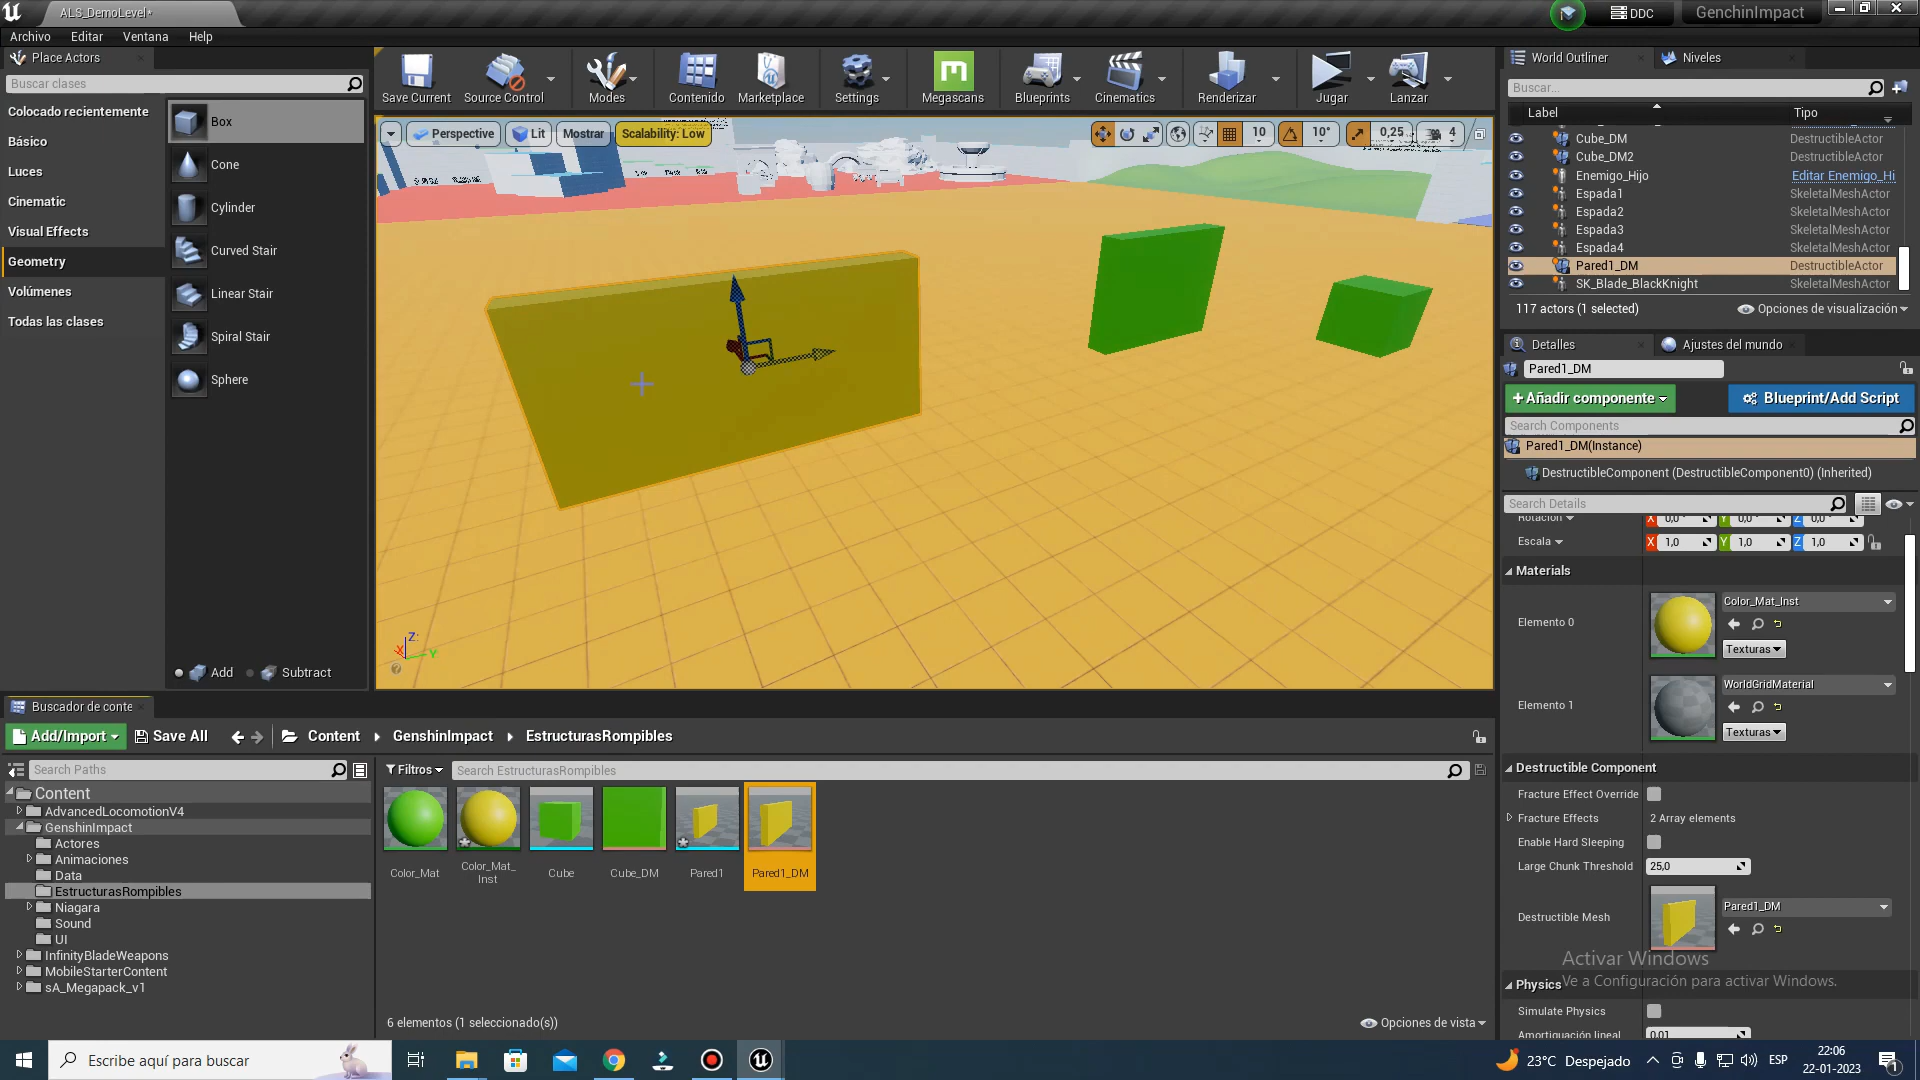 ALS_DemoLevel•
DDC
GenchinImpact
Archivo
Editar
Ventana
Help
Place Actors
Buscar clases
Colocado recientemente
Básico
Luces
Cinematic
Visual Effects
Geometry
Volúmenes
Todas las clases
Box
Cone
Cylinder
Curved Stair
Linear Stair
Spiral Stair
Sphere
Add
Subtract
Save Current
Source Control
Modes
Contenido
Marketplace
Settings
Megascans
Blueprints
Cinematics
Renderizar
Jugar
Lanzar
Perspective
Lit
Mostrar
Scalability: Low
10
10°
0,25
4
Z
X
Y
World Outliner
Niveles
Buscar...
Label
Tipo
Cube_DM
DestructibleActor
Cube_DM2
DestructibleActor
Enemigo_Hijo
Editar Enemigo_Hi
Espada1
SkeletalMeshActor
Espada2
SkeletalMeshActor
Espada3
SkeletalMeshActor
Espada4
SkeletalMeshActor
Pared1_DM
DestructibleActor
SK_Blade_BlackKnight
SkeletalMeshActor
117 actors (1 selected)
Opciones de visualización
Detalles
Ajustes del mundo
Pared1_DM
+Añadir componente
Blueprint/Add Script
Search Components
Pared1_DM(Instance)
DestructibleComponent (DestructibleComponent0) (Inherited)
Search Details
Rotación
X 0,0°
Y 0,0°
Z 0,0°
Escala
X 1,0
Y 1,0
Z 1,0
Materials
Elemento 0
Color_Mat_Inst
Texturas
Elemento 1
WorldGridMaterial
Texturas
Destructible Component
Fracture Effect Override
Fracture Effects
2 Array elements
Enable Hard Sleeping
Large Chunk Threshold
25,0
Destructible Mesh
Pared1_DM
Activar Windows
Ve a Configuración para activar Windows.
Physics
Simulate Physics
Amortiguación lineal
0,01
Buscador de conte
Add/Import
Save All
Content
GenshinImpact
EstructurasRompibles
Search Paths
Filtros
Search EstructurasRompibles
Content
AdvancedLocomotionV4
GenshinImpact
Actores
Animaciones
Data
EstructurasRompibles
Niagara
Sound
UI
InfinityBladeWeapons
MobileStarterContent
sA_Megapack_v1
Color_Mat
Color_Mat_
Inst
Cube
Cube_DM
Pared1
Pared1_DM
6 elementos (1 seleccionado(s))
Opciones de vista
Escribe aquí para buscar
23°C Despejado
ESP
22:06
22-01-2023
1